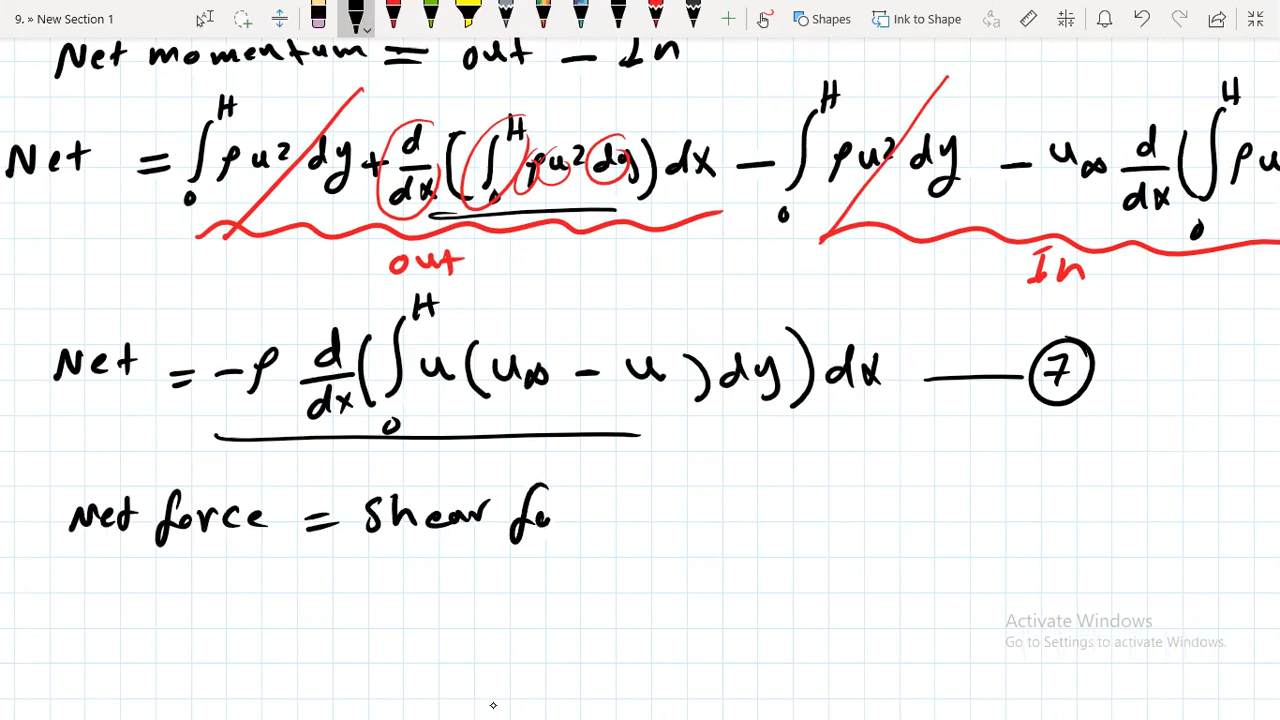 9. » New Section 1
Shapes
Ink to Shape
Net momentum = out - In
Net = ∫₀ᴴ ρu² dy + d/dx (∫₀ᴴ ρu² dy) dx - ∫₀ᴴ ρu² dy - u∞ d/dx (∫₀ᴴ ρu
out
In
Net = -ρ d/dx (∫₀ᴴ u (u∞ - u) dy) dx —— 7
Net force = shear fo
Activate Windows
Go to Settings to activate Windows.